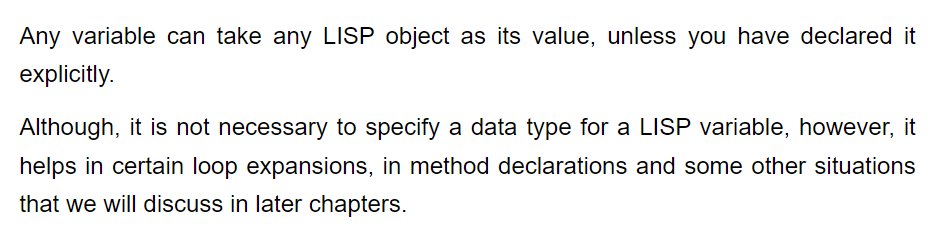 Any variable can take any LISP object as its value, unless you have declared it
explicitly.
Although, it is not necessary to specify a data type for a LISP variable, however, it
helps in certain loop expansions, in method declarations and some other situations
that we will discuss in later chapters.